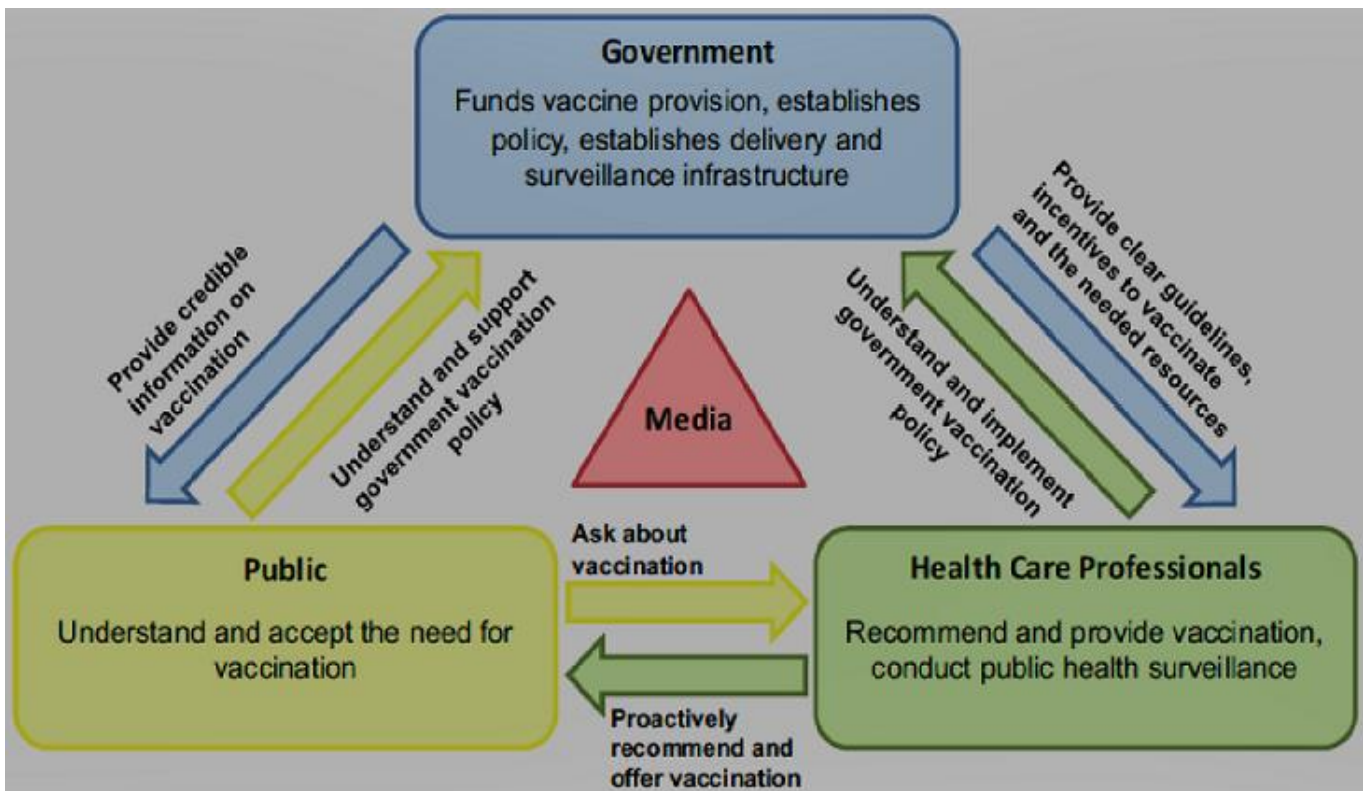 Government
Funds vaccine provision, establishes
policy, establishes delivery and
surveillance infrastructure
Provide credible
information on
vaccination
Understand and support
government vaccination
policy
Media
Understand and implement
government vaccination
policy
Provide clear guidelines,
incentives to vaccinate
and the needed resources
Public
Understand and accept the need for
vaccination
Ask about
vaccination
Proactively
recommend and
offer vaccination
Health Care Professionals
Recommend and provide vaccination,
conduct public health surveillance